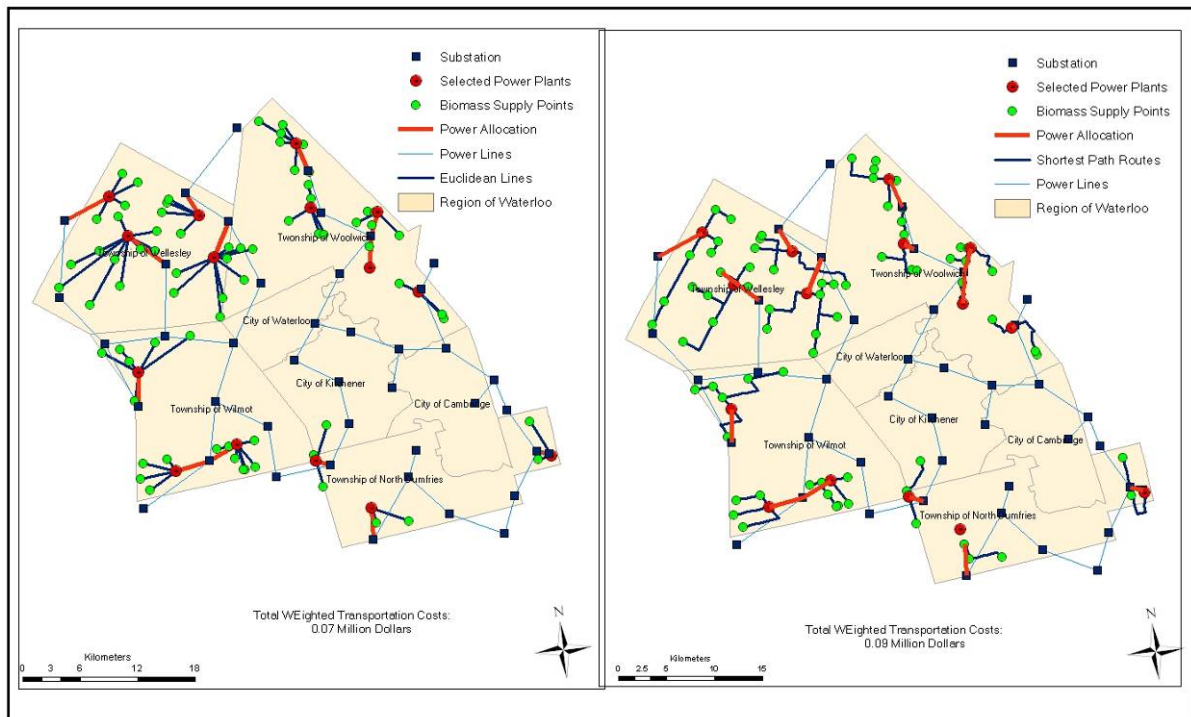 Substation
Selected Power Plants
Biomass Supply Points
Power Allocation
Power Lines
Euclidean Lines
Region of Waterloo
Township of Wellesley
Twonship of Woolwich
City of Waterloo
City of Kitchener
City of Cambridge
Township of Wilmot
Township of North Dumfries
Total WEighted Transportation Costs:
0.07 Million Dollars
N
Kilometers
0 3 6 12 18
Substation
Selected Power Plants
Biomass Supply Points
Power Allocation
Shortest Path Routes
Power Lines
Region of Waterloo
Township of Wellesley
Twonship of Woolwich
City of Waterloo
City of Kitchener
City of Cambridge
Township of Wilmot
Township of North Dumfries
Total WEighted Transportation Costs:
0.09 Million Dollars
N
Kilometers
0 2.5 5 10 15